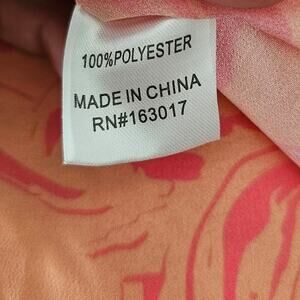 100%POLYESTER
MADE IN CHINA
RN#163017